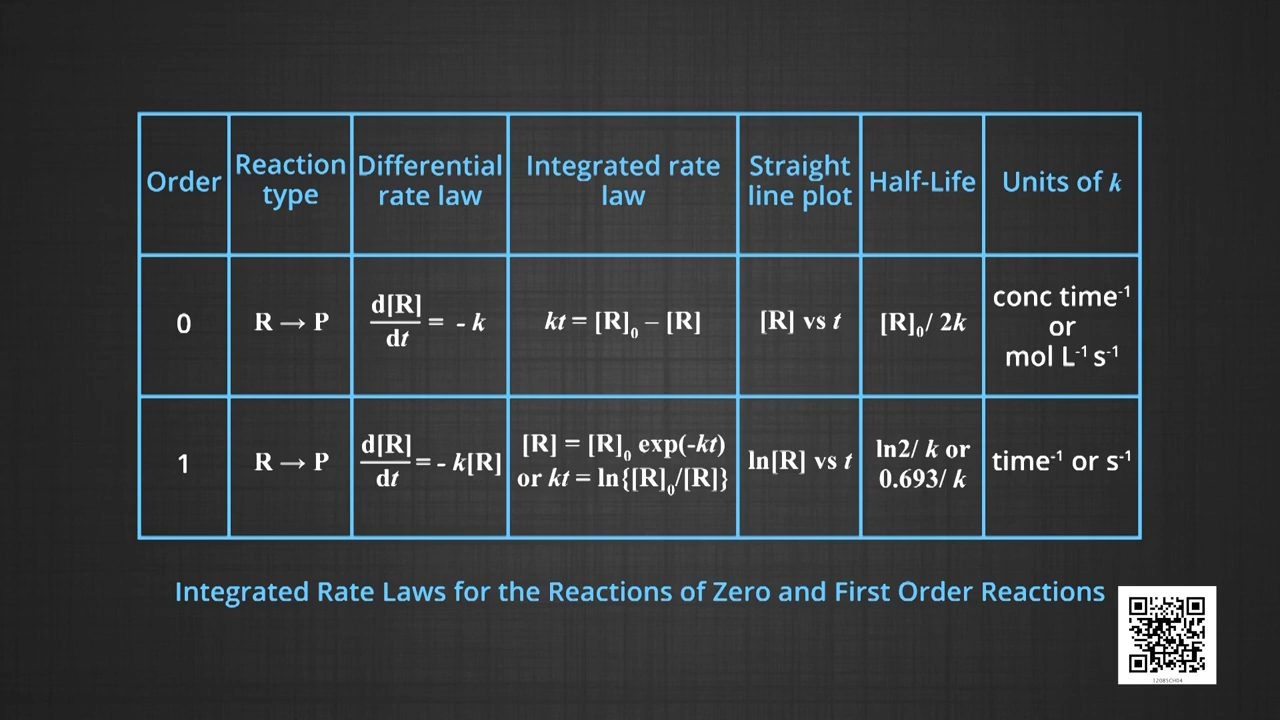 Order
Reaction type
Differential rate law
Integrated rate law
Straight line plot
Half-Life
Units of k
0
R → P
d[R]/dt = - k
kt = [R]₀ – [R]
[R] vs t
[R]₀/ 2k
conc time⁻¹
or
mol L⁻¹ s⁻¹
1
R → P
d[R]/dt = - k[R]
[R] = [R]₀ exp(-kt)
or kt = ln{[R]₀/[R]}
ln[R] vs t
ln2/ k or
0.693/ k
time⁻¹ or s⁻¹
Integrated Rate Laws for the Reactions of Zero and First Order Reactions
12085CH04